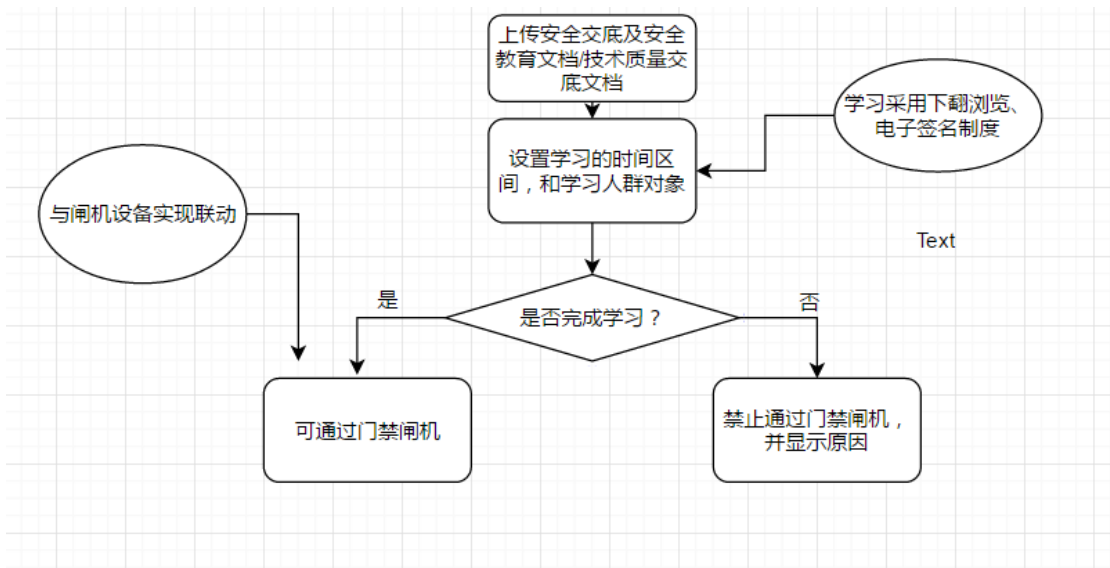 上传安全交底及安全
教育文档/技术质量交
底文档
学习采用下翻浏览、
电子签名制度
设置学习的时间区
间，和学习人群对象
与闸机设备实现联动
Text
是
否
是否完成学习？
可通过门禁闸机
禁止通过门禁闸机，
并显示原因